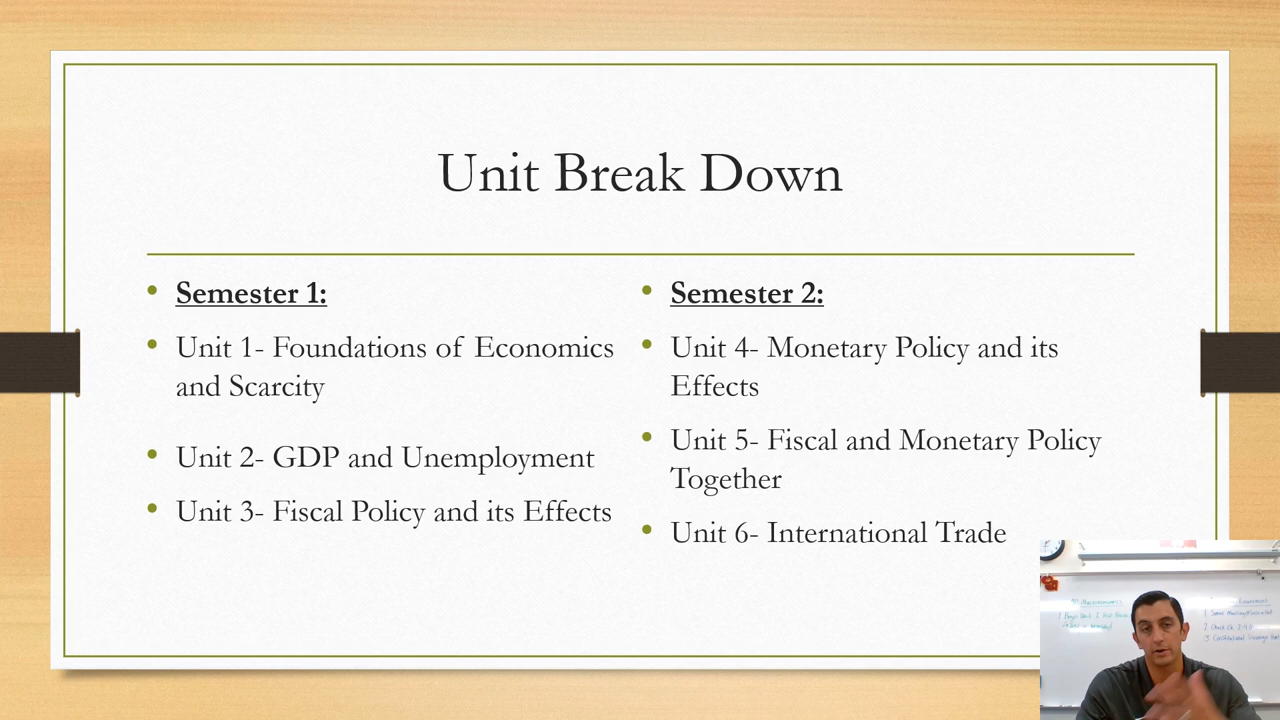 Unit Break Down
Semester 1:
Unit 1- Foundations of Economics
and Scarcity
Unit 2- GDP and Unemployment
Unit 3- Fiscal Policy and its Effects
Semester 2:
Unit 4- Monetary Policy and its
Effects
Unit 5- Fiscal and Monetary Policy
Together
Unit 6- International Trade